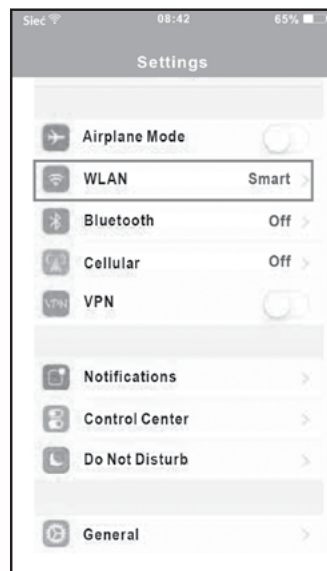 Sieć 08:42 65%
Settings
Airplane Mode
WLAN Smart
Bluetooth Off
Cellular Off
VPN VPN
Notifications
Control Center
Do Not Disturb
General